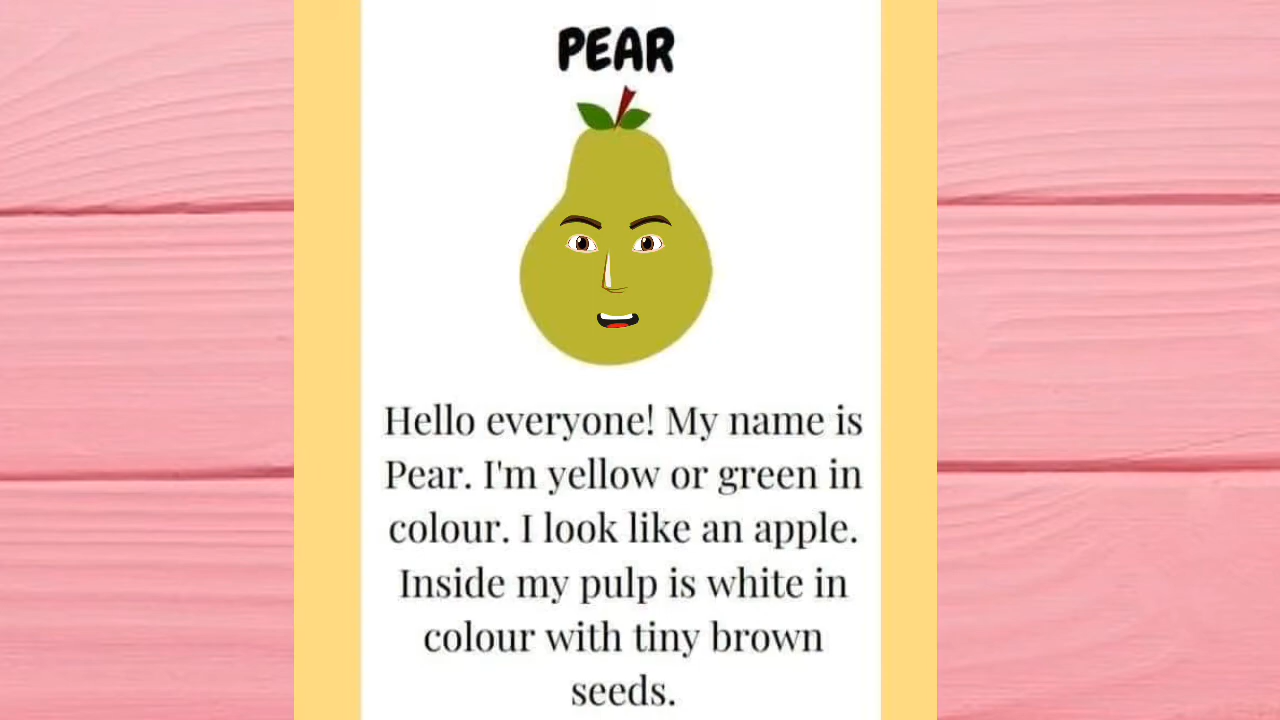 PEAR
Hello everyone! My name is
Pear. I'm yellow or green in
colour. I look like an apple.
Inside my pulp is white in
colour with tiny brown
seeds.